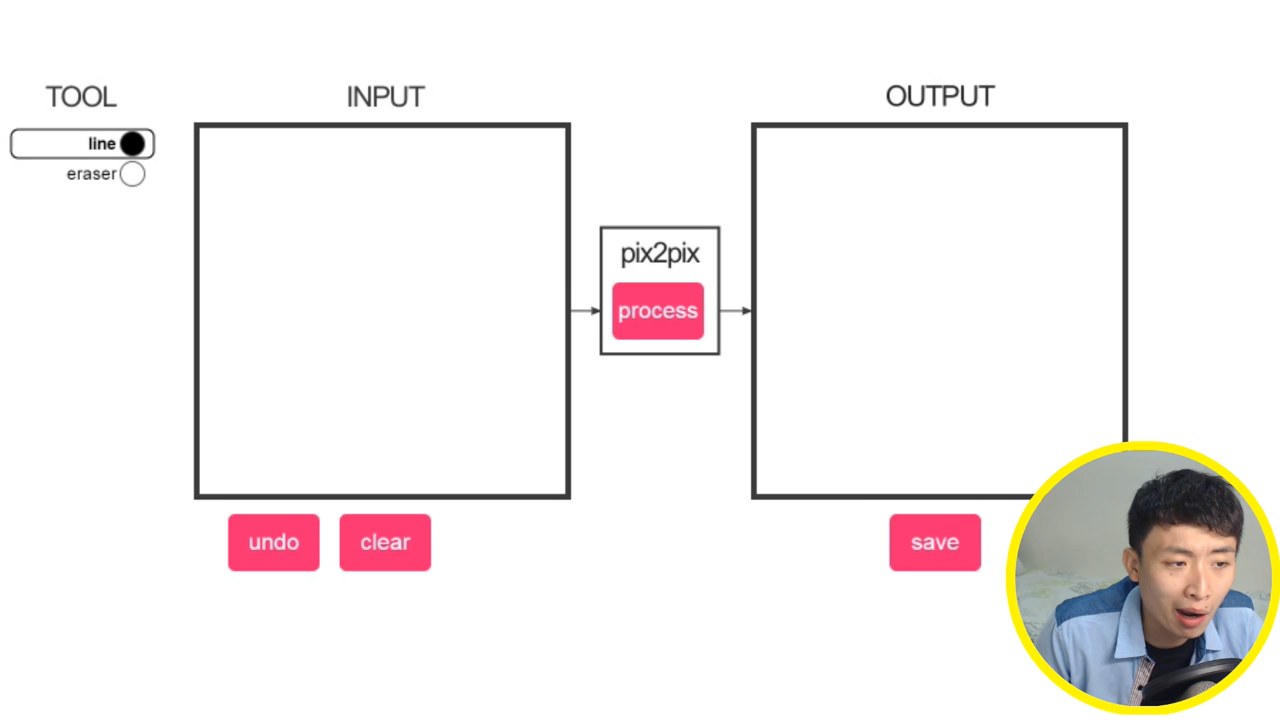 TOOL
INPUT
OUTPUT
line
eraser
pix2pix
process
undo
clear
save